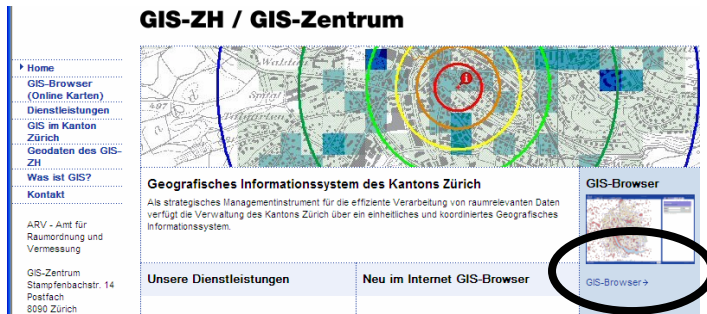 GIS-ZH / GIS-Zentrum
Home
GIS-Browser
(Online Karten)
Dienstleistungen
GIS im Kanton
Zürich
Geodaten des GIS-
ZH
Was ist GIS?
Kontakt
ARV - Amt für
Raumordnung und
Vermessung
GIS-Zentrum
Stampfenbachstr. 14
Postfach
8090 Zürich
Geografisches Informationssystem des Kantons Zürich
Als strategisches Managementinstrument für die effiziente Verarbeitung von raumrelevanten Daten
verfügt die Verwaltung des Kantons Zürich über ein einheitliches und koordiniertes Geografisches
Informationssystem.
Unsere Dienstleistungen
Neu im Internet GIS-Browser
GIS-Browser
GIS-Browser→